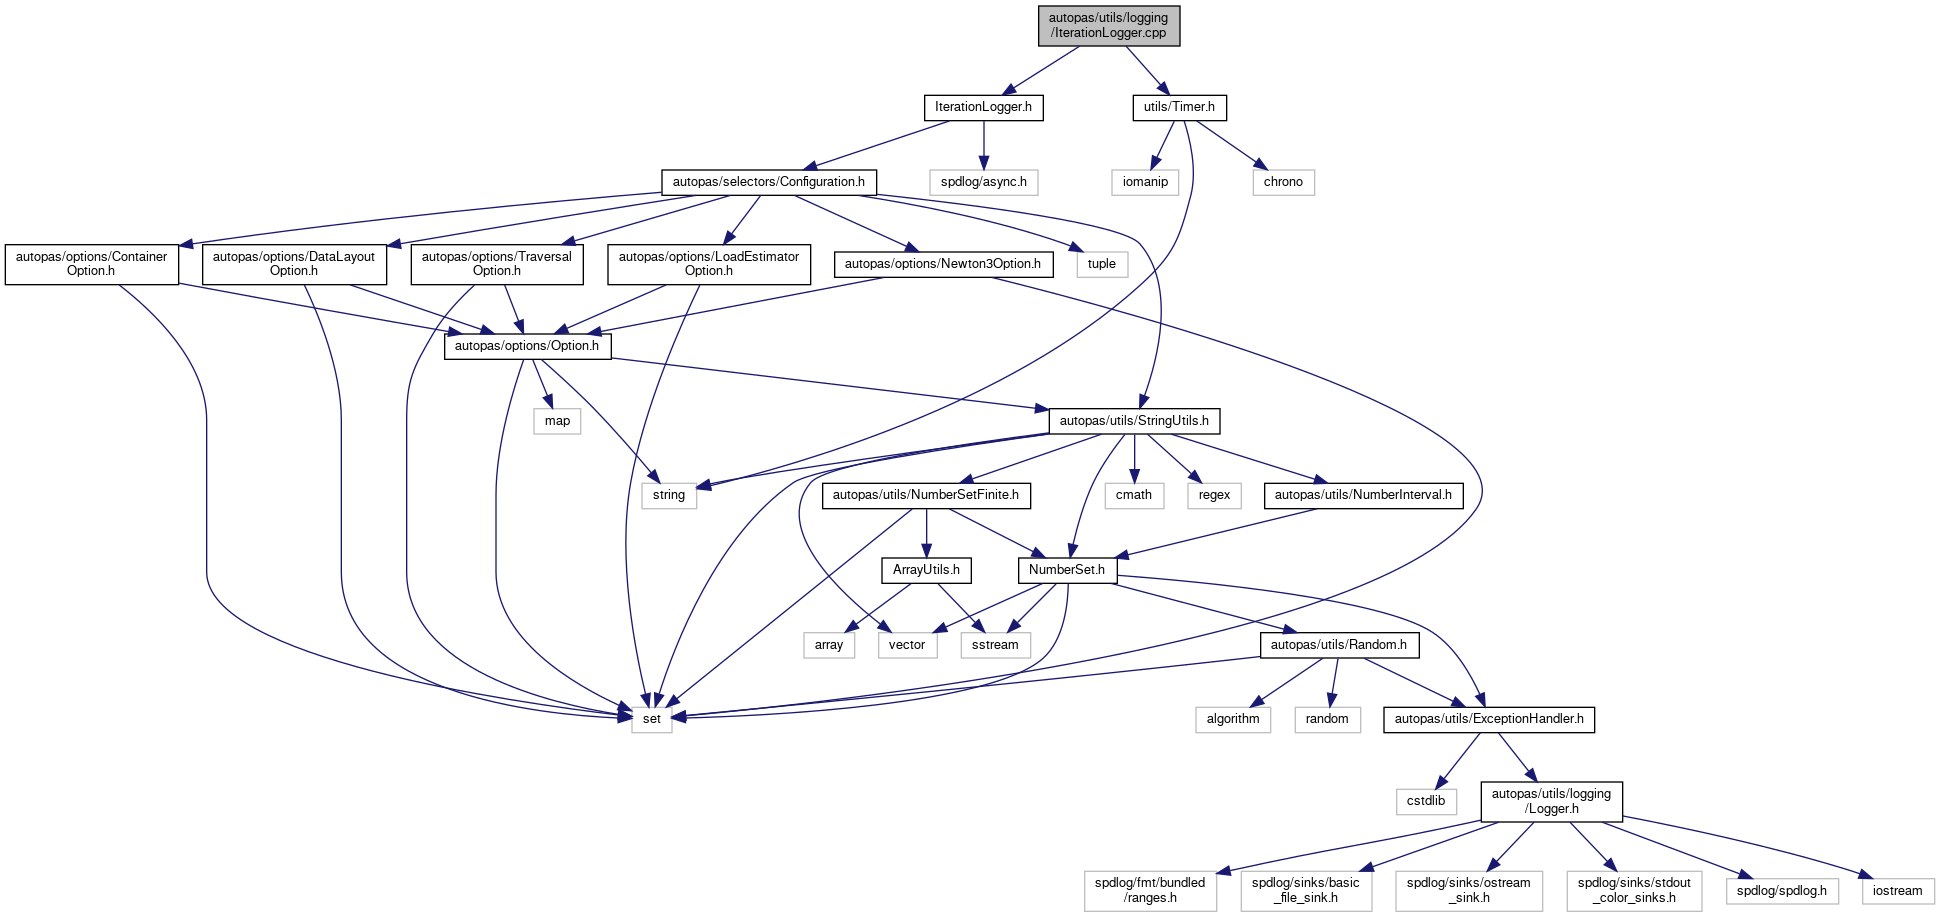 autopas/utils/logging
/IterationLogger.cpp
IterationLogger.h
utils/Timer.h
autopas/selectors/Configuration.h
spdlog/async.h
iomanip
chrono
autopas/options/Container
Option.h
autopas/options/DataLayout
Option.h
autopas/options/Traversal
Option.h
autopas/options/LoadEstimator
Option.h
autopas/options/Newton3Option.h
tuple
autopas/options/Option.h
map
autopas/utils/StringUtils.h
string
autopas/utils/NumberSetFinite.h
cmath
regex
autopas/utils/NumberInterval.h
ArrayUtils.h
NumberSet.h
array
vector
sstream
autopas/utils/Random.h
set
algorithm
random
autopas/utils/ExceptionHandler.h
cstdlib
autopas/utils/logging
/Logger.h
spdlog/fmt/bundled
/ranges.h
spdlog/sinks/basic
_file_sink.h
spdlog/sinks/ostream
_sink.h
spdlog/sinks/stdout
_color_sinks.h
spdlog/spdlog.h
iostream